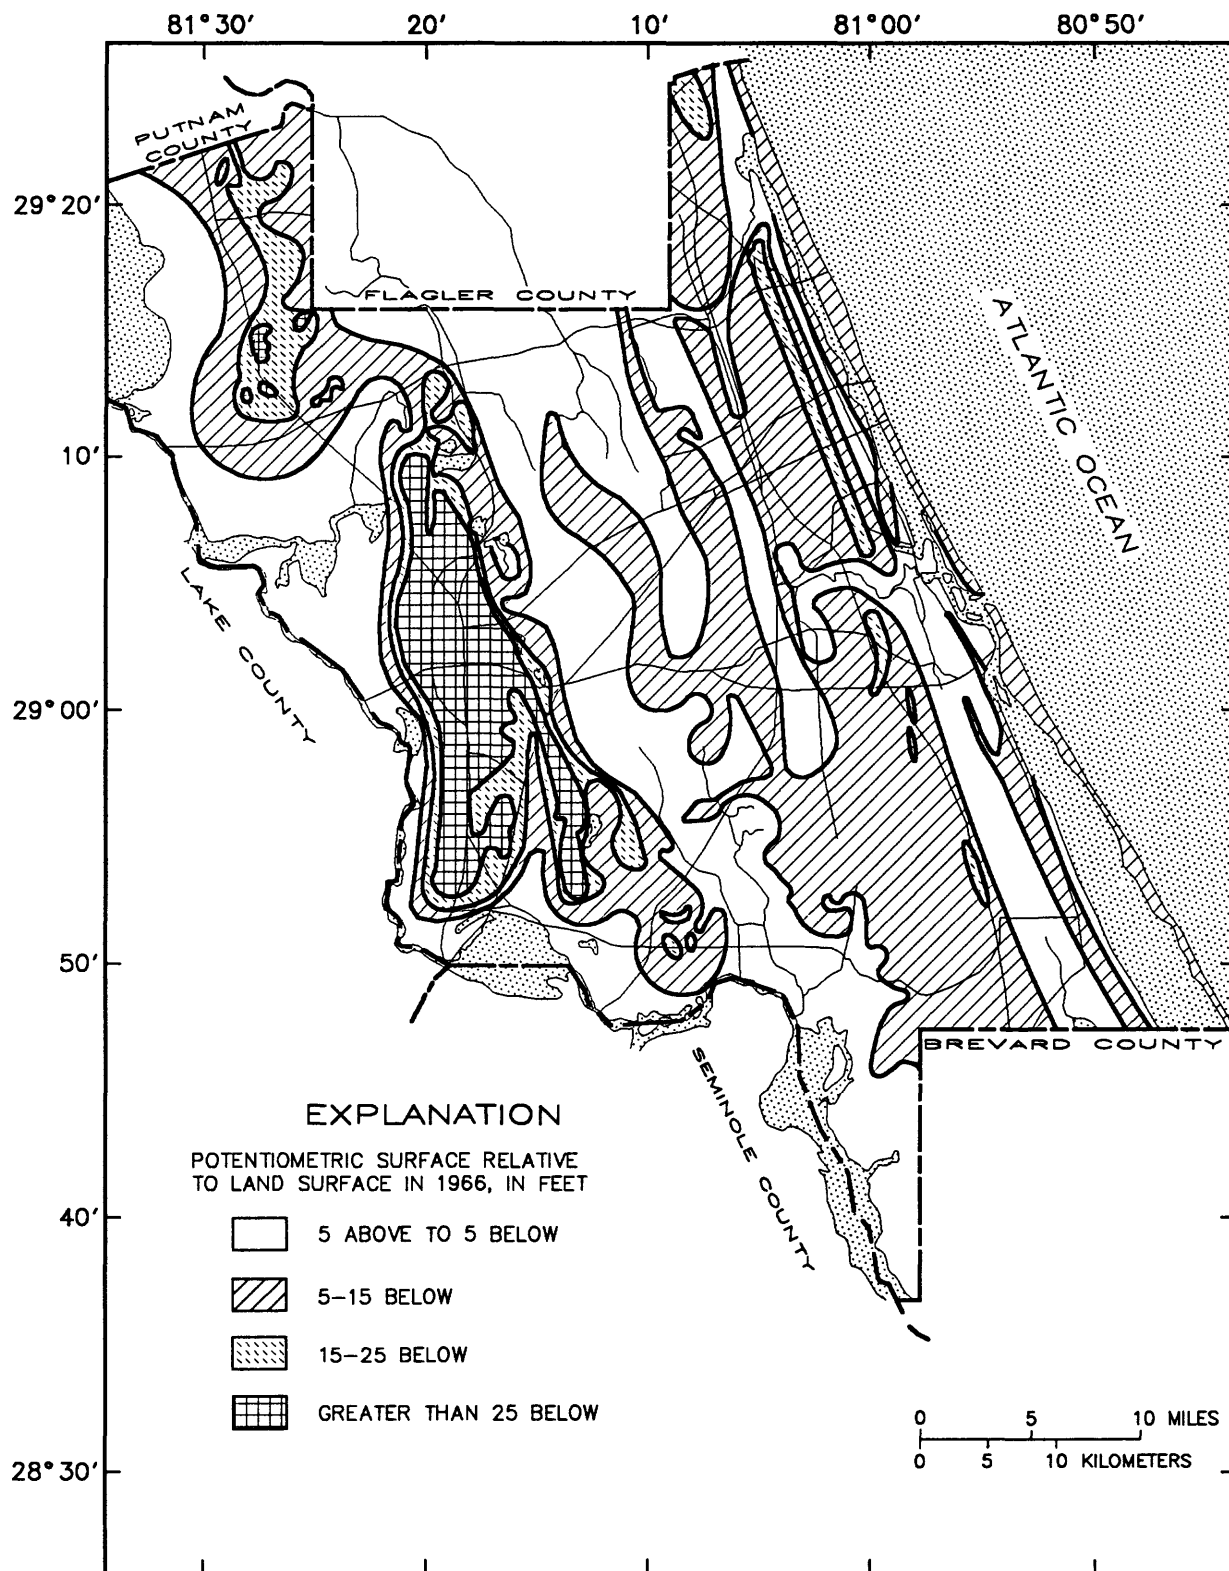 81°30′ 20′ 10′ 81°00′ 80°50′
PUTNAM
COUNTY
29°20′
FLAGLER COUNTY
ATLANTIC OCEAN
10′
LAKE COUNTY
29°00′
50′
BREVARD COUNTY
SEMINOLE COUNTY
EXPLANATION
POTENTIOMETRIC SURFACE RELATIVE
TO LAND SURFACE IN 1966, IN FEET
40′
5 ABOVE TO 5 BELOW
5–15 BELOW
15–25 BELOW
GREATER THAN 25 BELOW
0 5 10 MILES
0 5 10 KILOMETERS
28°30′